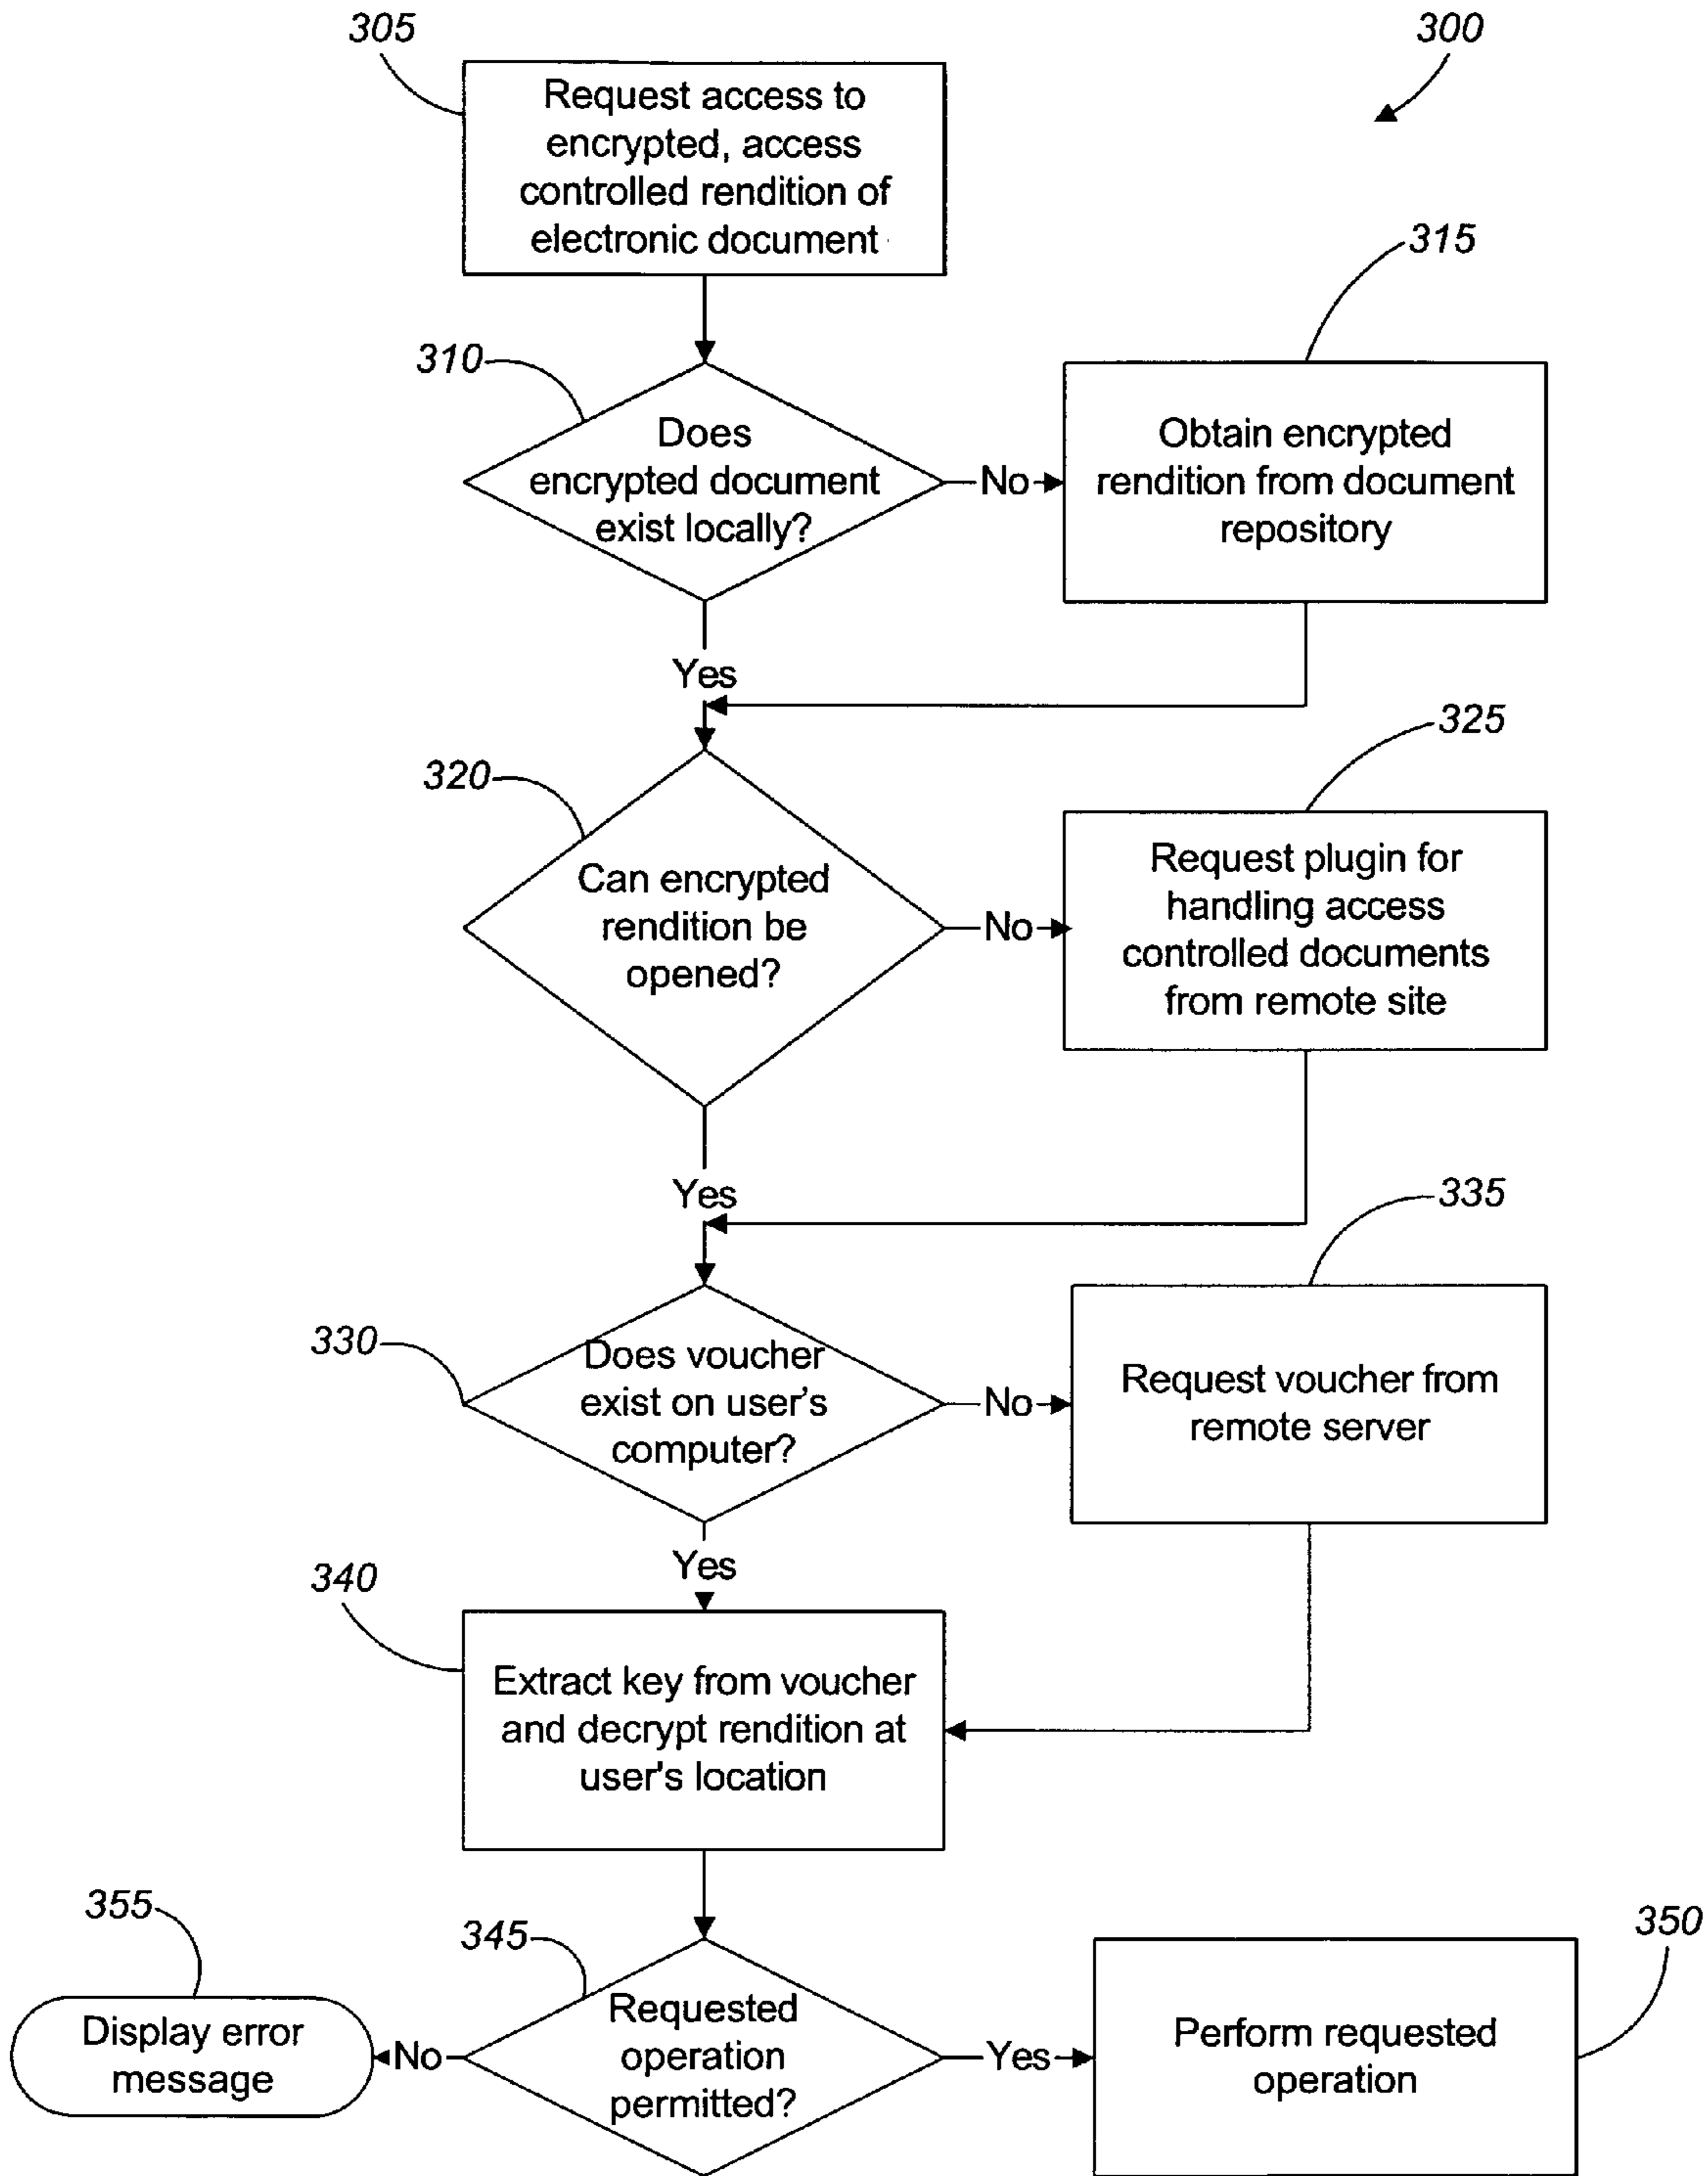 305
300
Request access to
encrypted, access
controlled rendition of
electronic document
315
310
Does
encrypted document
exist locally?
No
Obtain encrypted
rendition from document
repository
Yes
325
320
Can encrypted
rendition be
opened?
No
Request plugin for
handling access
controlled documents
from remote site
Yes
335
330
Does voucher
exist on user's
computer?
No
Request voucher from
remote server
Yes
340
Extract key from voucher
and decrypt rendition at
user's location
355
345
350
Display error
message
No
Requested
operation
permitted?
Yes
Perform requested
operation